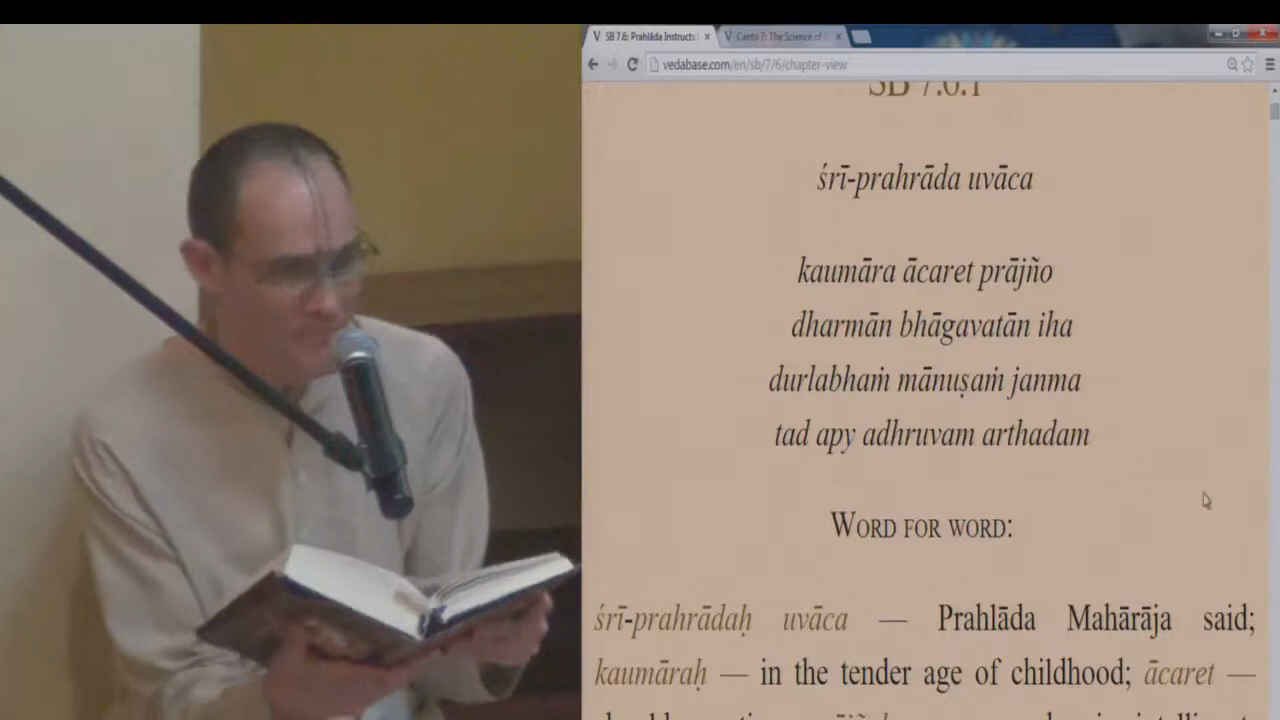 SB 7.6: Prahlāda Instructs
Canto 7: The Science of
vedabase.com/en/sb/7/6/chapter-view
SB 7.6.1
śrī-prahrāda uvāca
kaumāra ācaret prājño
dharmān bhāgavatān iha
durlabhaṁ mānuṣaṁ janma
tad apy adhruvam arthadam
WORD FOR WORD:
śrī-prahrādaḥ uvāca — Prahlāda Mahārāja said;
kaumāraḥ — in the tender age of childhood; ācaret —